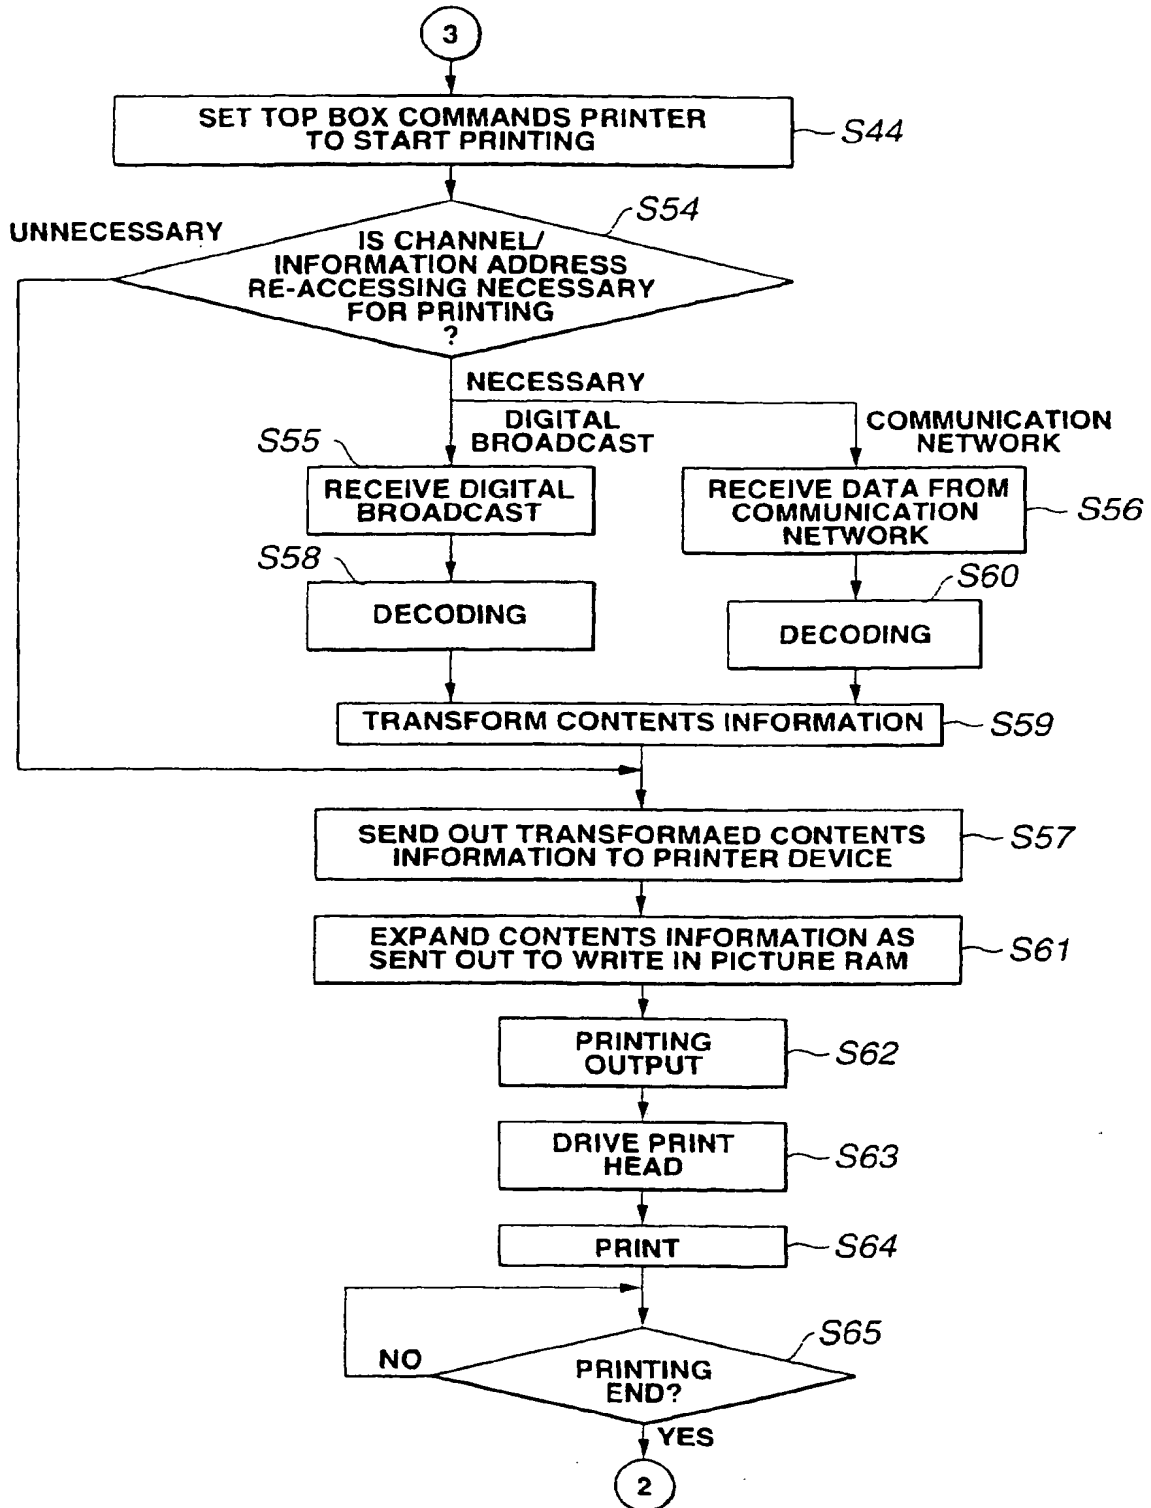 3
SET TOP BOX COMMANDS PRINTER
TO START PRINTING
S44
S54
UNNECESSARY
IS CHANNEL/
INFORMATION ADDRESS
RE-ACCESSING NECESSARY
FOR PRINTING
?
NECESSARY
DIGITAL
BROADCAST
COMMUNICATION
NETWORK
S55
RECEIVE DIGITAL
BROADCAST
RECEIVE DATA FROM
COMMUNICATION
NETWORK
S56
S58
DECODING
S60
DECODING
TRANSFORM CONTENTS INFORMATION
S59
SEND OUT TRANSFORMAED CONTENTS
INFORMATION TO PRINTER DEVICE
S57
EXPAND CONTENTS INFORMATION AS
SENT OUT TO WRITE IN PICTURE RAM
S61
PRINTING
OUTPUT
S62
DRIVE PRINT
HEAD
S63
PRINT
S64
S65
NO
PRINTING
END?
YES
2